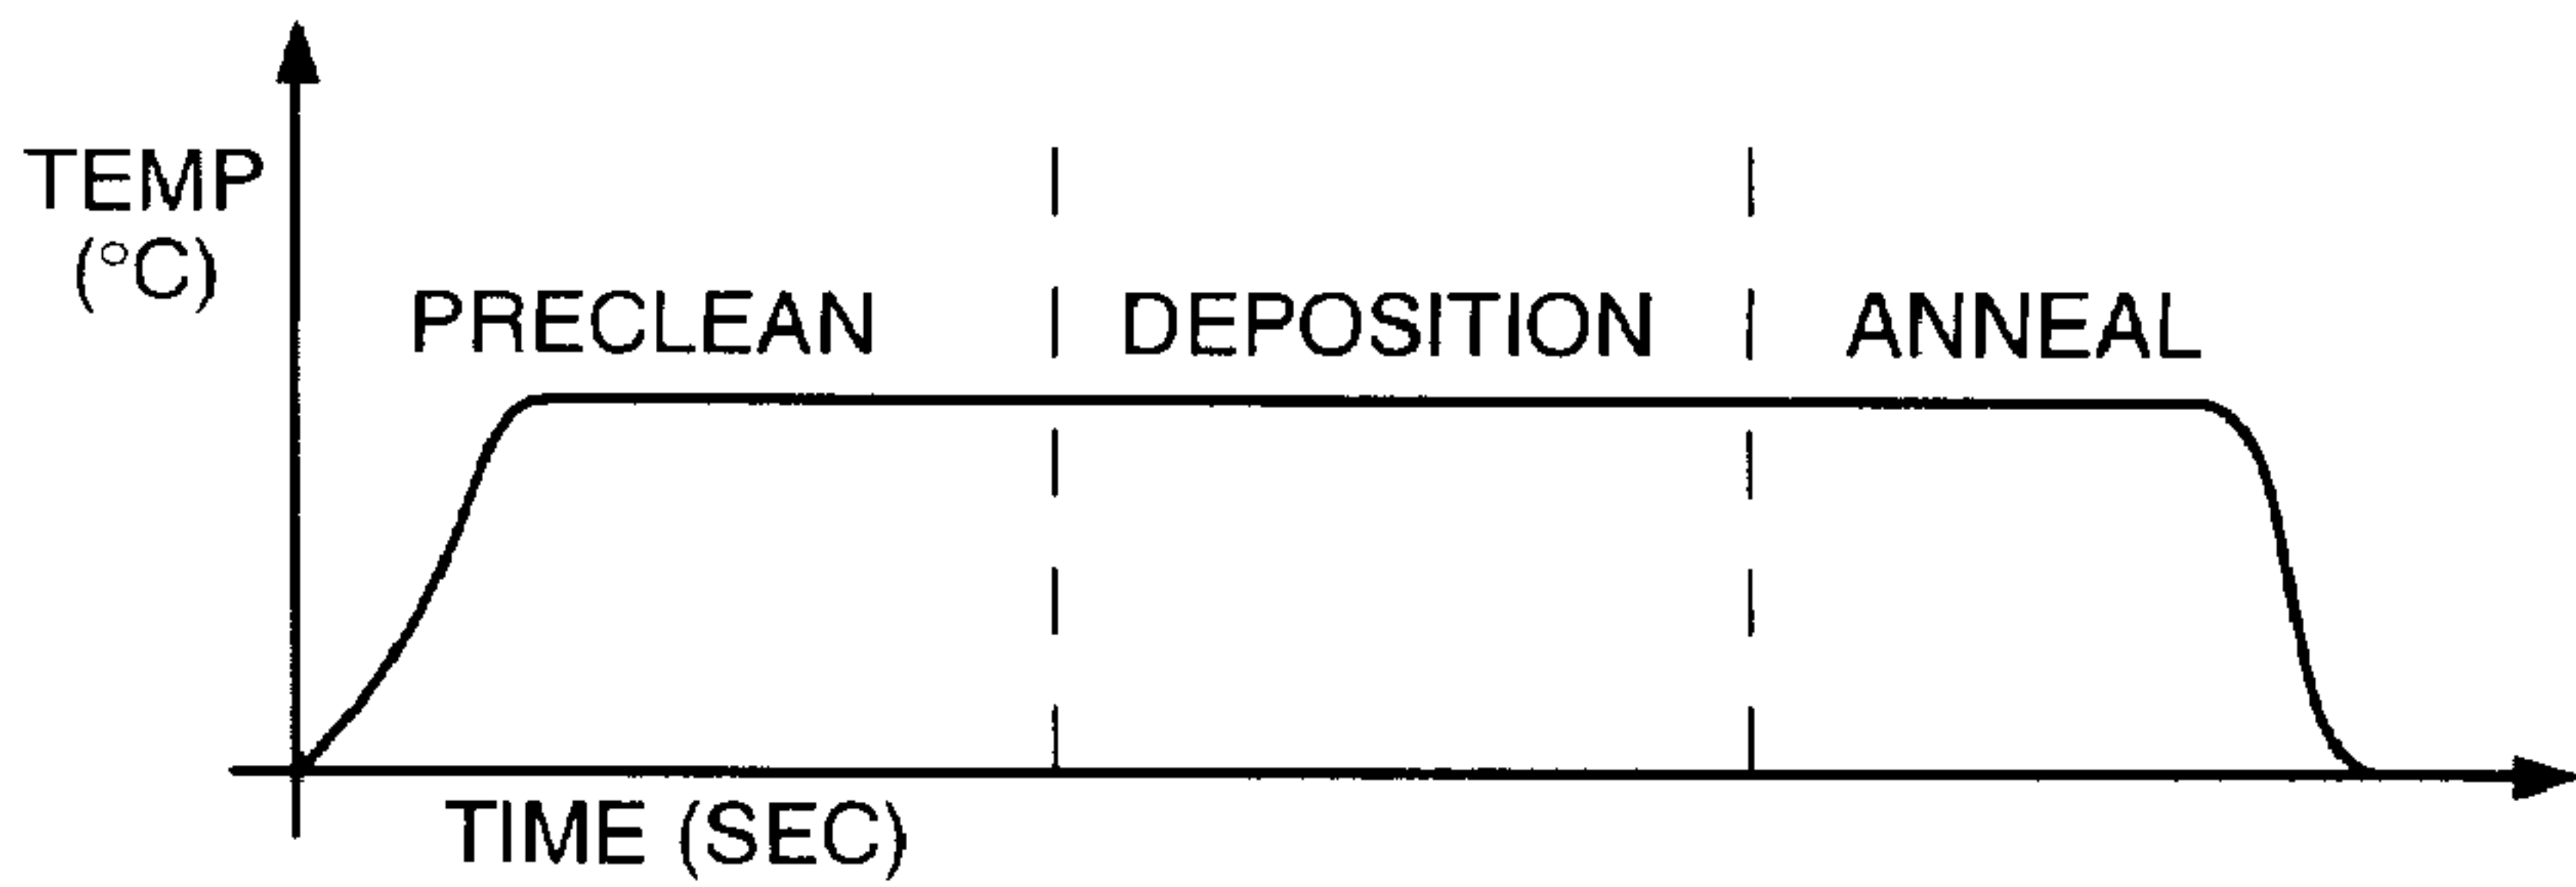 TEMP
(°C)
PRECLEAN
DEPOSITION
ANNEAL
TIME (SEC)